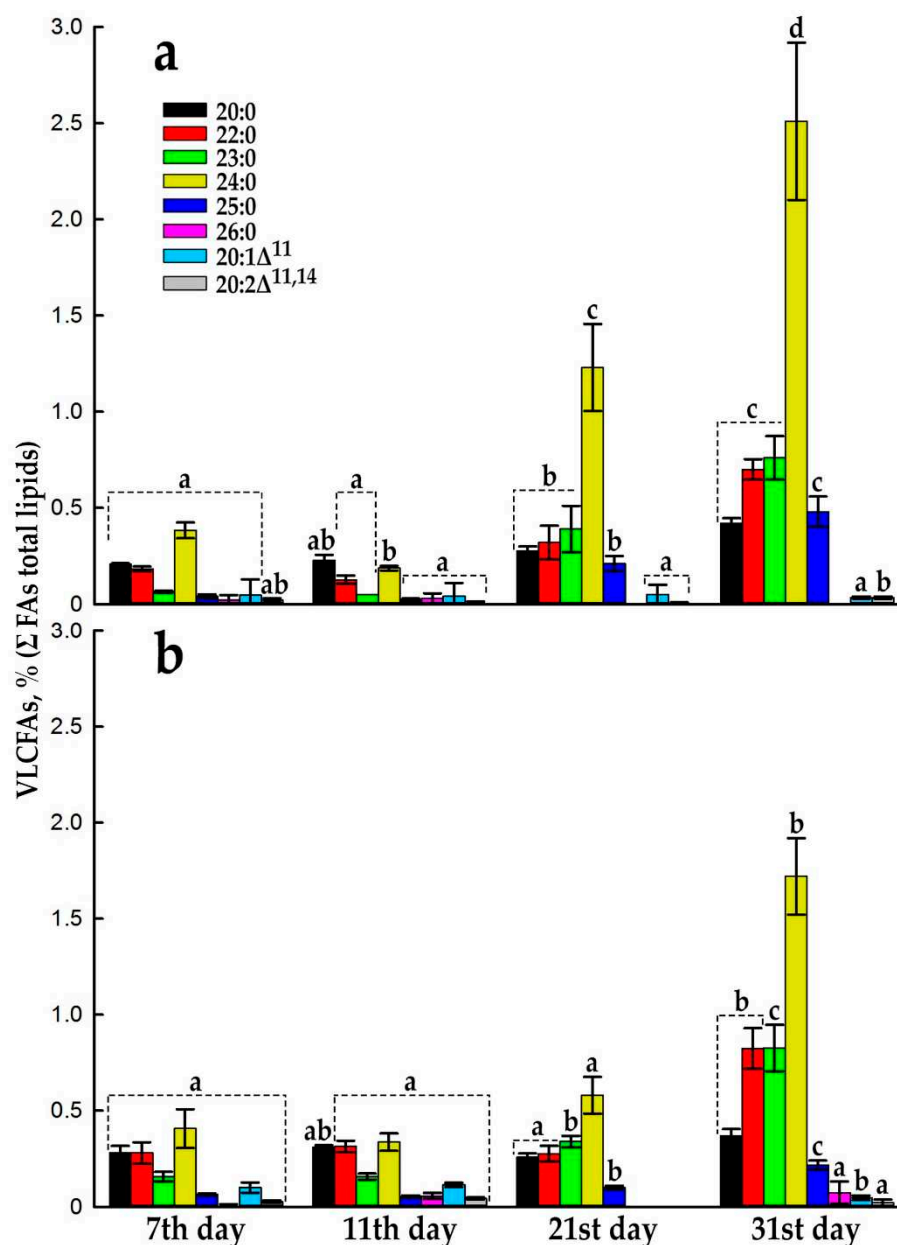 VLCFAs, % (Σ FAs total lipids)
a
20:0
22:0
23:0
24:0
25:0
26:0
20:1Δ¹¹
20:2Δ¹¹,¹⁴
3.0
2.5
2.0
1.5
1.0
0.5
0
a
ab
ab
a
b
a
b
c
b
a
c
d
c
a b
b
3.0
2.5
2.0
1.5
1.0
0.5
0
a
ab
a
a
b
a
b
b
c
b
c
a
b
a
7th day 11th day 21st day 31st day